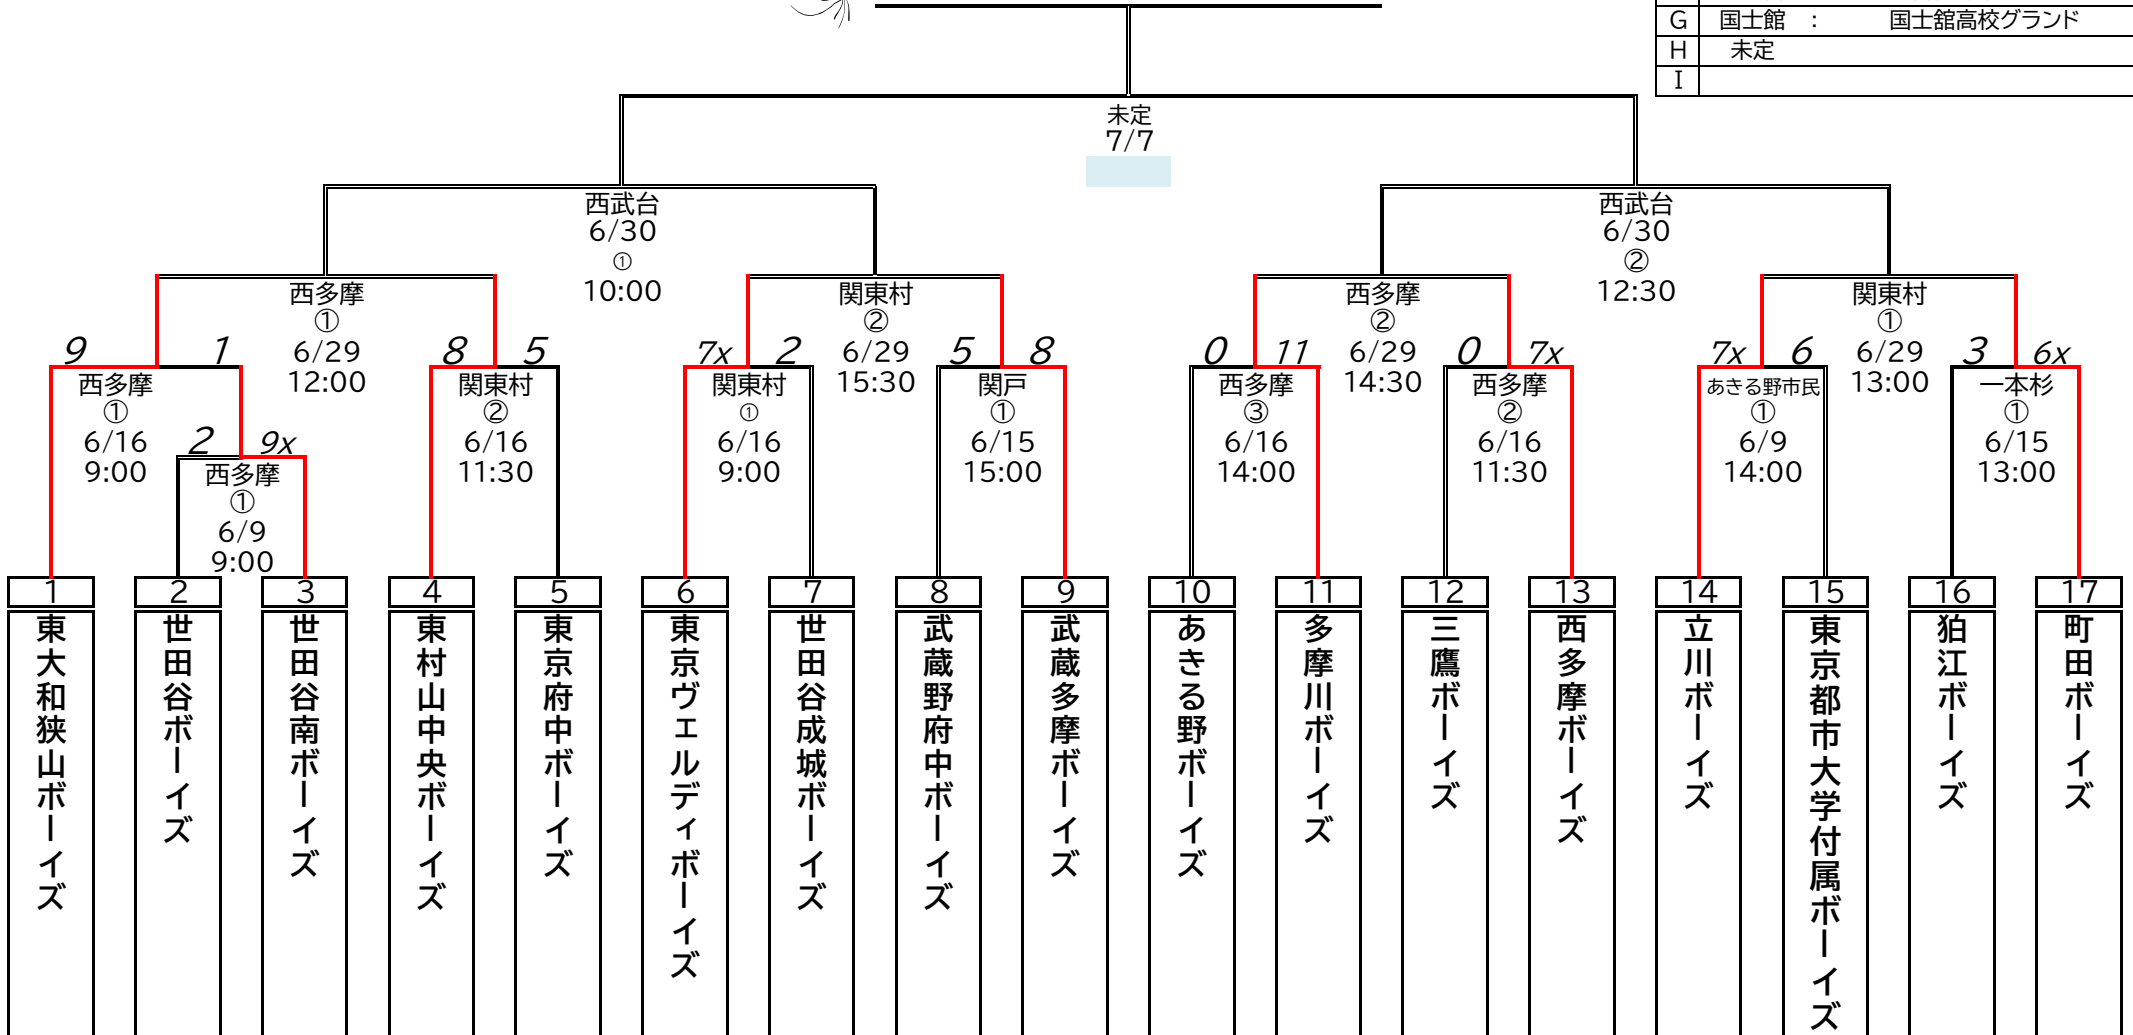 G 国士館 ： 国士舘高校グランド
H 未定
I
未定
7/7
西武台
6/30
①
10:00
西武台
6/30
②
12:30
西多摩
①
6/29
12:00
関東村
②
6/29
15:30
西多摩
②
6/29
14:30
関東村
①
6/29
13:00
9 1
西多摩
①
6/16
9:00
8 5
関東村
②
6/16
11:30
7x 2
関東村
①
6/16
9:00
5 8
関戸
①
6/15
15:00
0 11
西多摩
③
6/16
14:00
0 7x
西多摩
②
6/16
11:30
7x 6
あきる野市民
①
6/9
14:00
3 6x
一本杉
①
6/15
13:00
2 9x
西多摩
①
6/9
9:00
1 2 3 4 5 6 7 8 9 10 11 12 13 14 15 16 17
東大和狭山ボーイズ
世田谷ボーイズ
世田谷南ボーイズ
東村山中央ボーイズ
東京府中ボーイズ
東京ヴェルディボーイズ
世田谷成城ボーイズ
武蔵野府中ボーイズ
武蔵多摩ボーイズ
あきる野ボーイズ
多摩川ボーイズ
三鷹ボーイズ
西多摩ボーイズ
立川ボーイズ
東京都市大学付属ボーイズ
狛江ボーイズ
町田ボーイズ